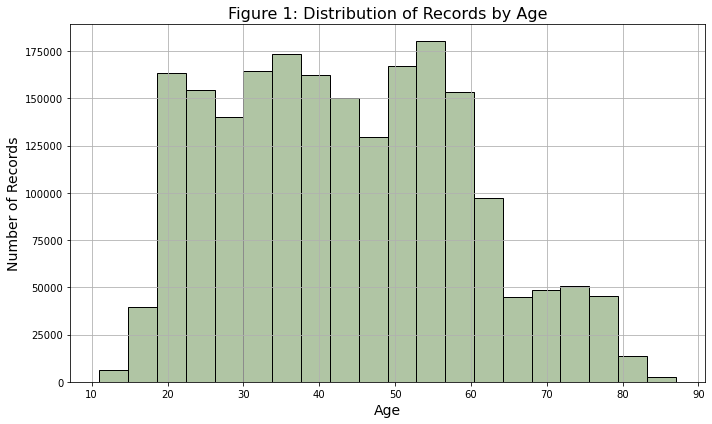 Figure 1: Distribution of Records by Age
Number of Records
175000
150000
125000
100000
75000
50000
25000
0
10 20 30 40 50 60 70 80 90
Age